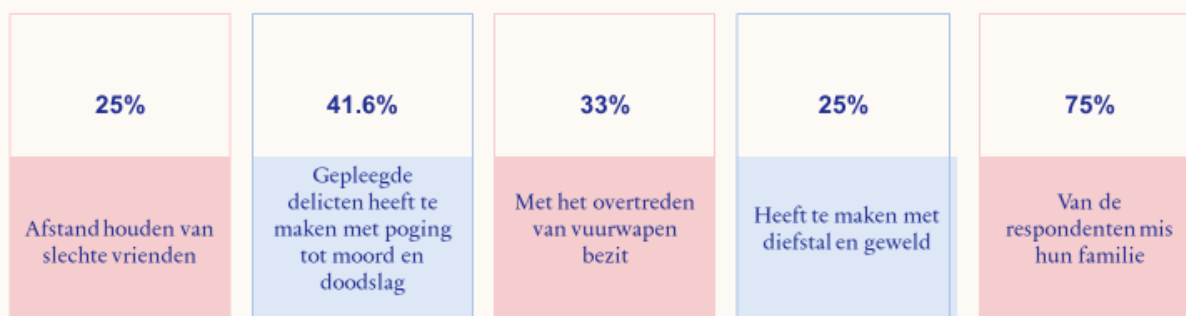 25%
Afstand houden van
slechte vrienden
41.6%
Gepleegde
delicten heeft te
maken met poging
tot moord en
doodslag
33%
Met het overtreden
van vuurwapen
bezit
25%
Heeft te maken met
diefstal en geweld
75%
Van de
respondenten mis
hun familie